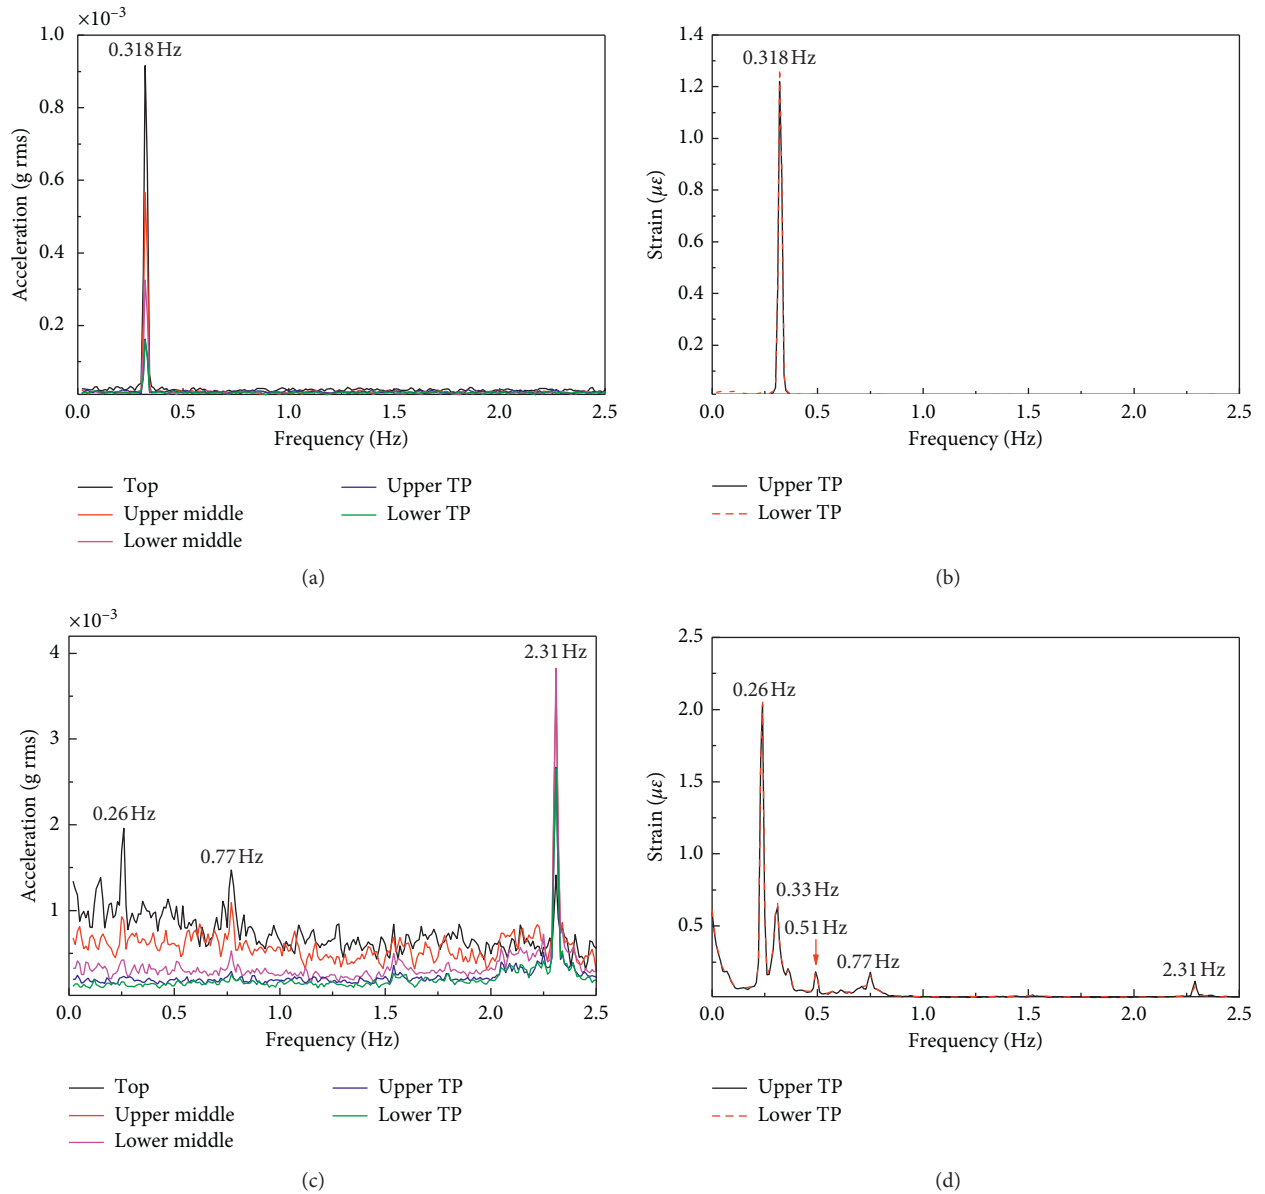 ×10⁻³
1.0
0.8
0.6
0.4
0.2
0.318 Hz
Acceleration (g rms)
0.0 0.5 1.0 1.5 2.0 2.5
Frequency (Hz)
Top
Upper middle
Lower middle
Upper TP
Lower TP
(a)
1.4
1.2
1.0
0.8
0.6
0.4
0.2
0.318 Hz
Strain (με)
0.0 0.5 1.0 1.5 2.0 2.5
Frequency (Hz)
Upper TP
Lower TP
(b)
×10⁻³
4
3
2
1
0.26 Hz
0.77 Hz
2.31 Hz
Acceleration (g rms)
0.0 0.5 1.0 1.5 2.0 2.5
Frequency (Hz)
Top
Upper middle
Lower middle
Upper TP
Lower TP
(c)
2.5
2.0
1.5
1.0
0.5
0.26 Hz
0.33 Hz
0.51 Hz
0.77 Hz
2.31 Hz
Strain (με)
0.0 0.5 1.0 1.5 2.0 2.5
Frequency (Hz)
Upper TP
Lower TP
(d)